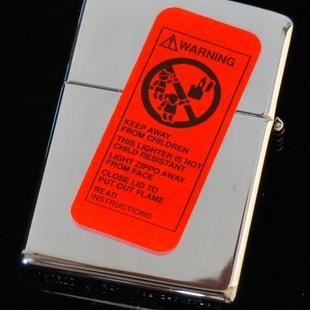 WARNING
KEEP AWAY
FROM CHILDREN
THIS LIGHTER IS NOT
CHILD RESISTANT
LIGHT ZIPPO AWAY
FROM FACE
CLOSE LID TO
PUT OUT FLAME
READ
INSTRUCTIONS